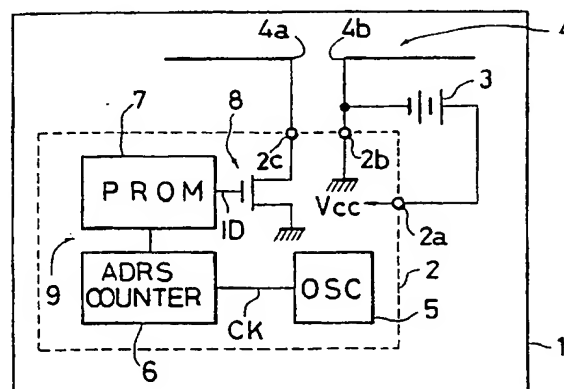 4a 4b 4
3
7 8
2c 2b
PROM
ID
Vcc
2a
9
ADRS
COUNTER
OSC
2
CK
5
6
1